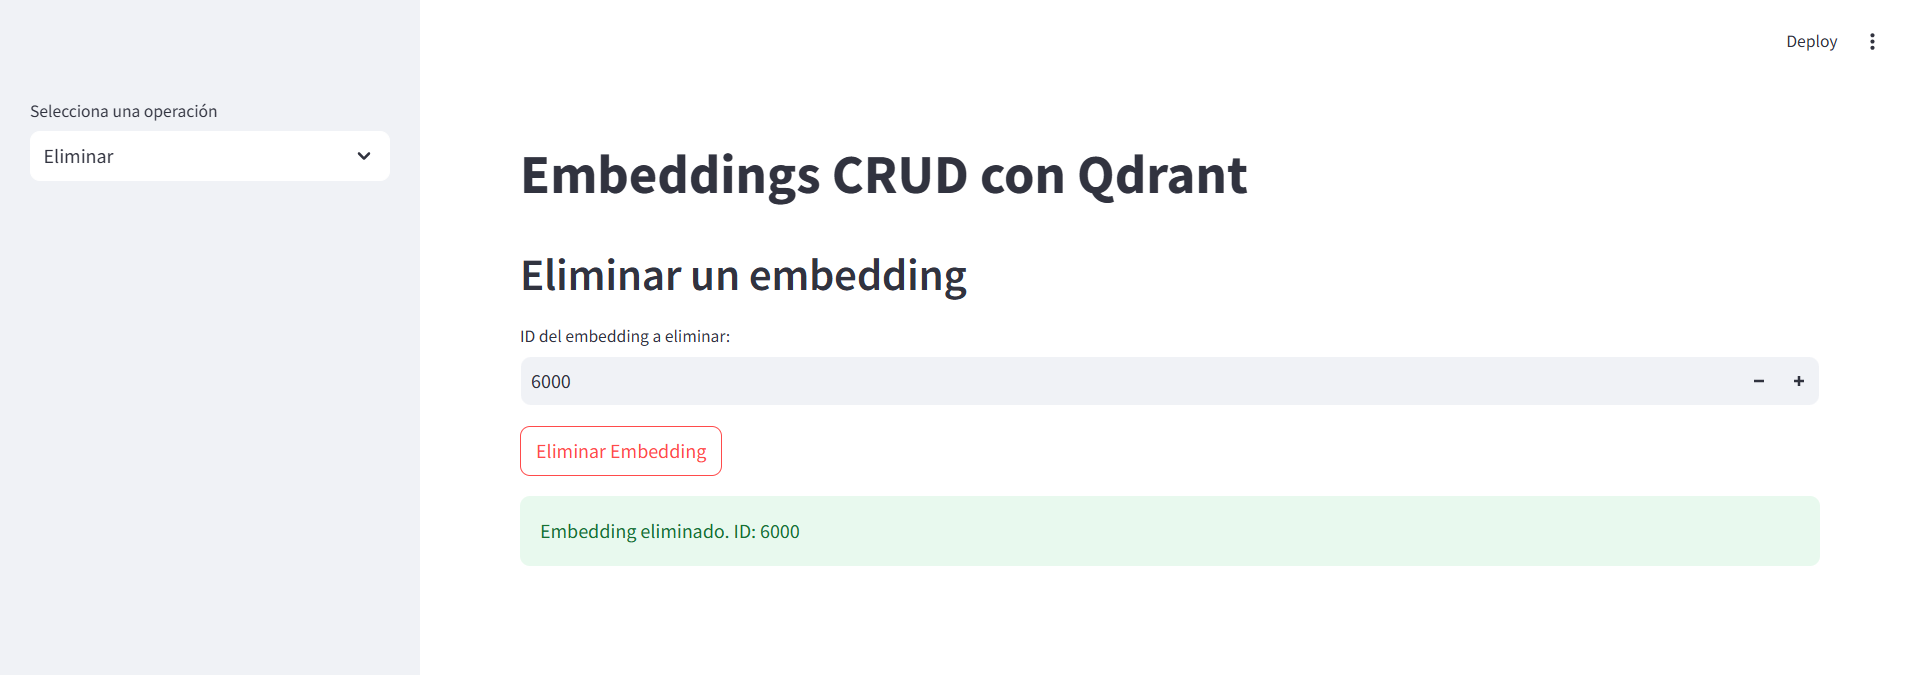 Deploy
Selecciona una operación
Eliminar
Embeddings CRUD con Qdrant
Eliminar un embedding
ID del embedding a eliminar:
6000
Eliminar Embedding
Embedding eliminado. ID: 6000